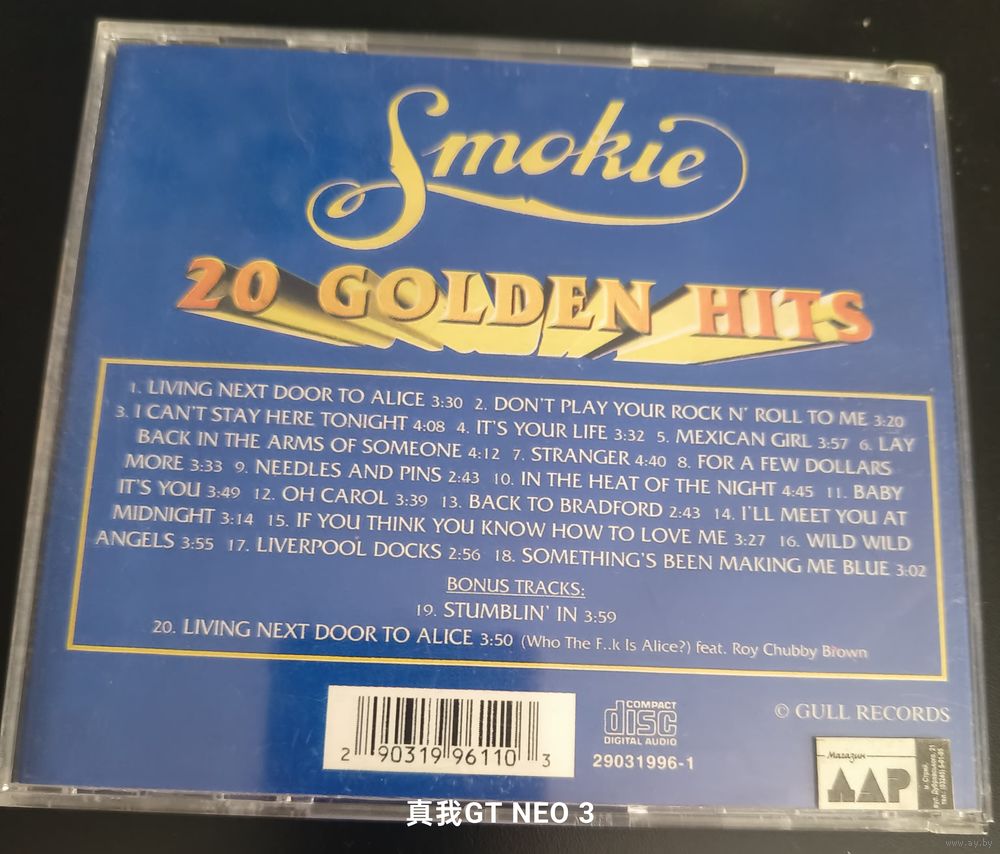 Smokie
20 GOLDEN HITS
1. LIVING NEXT DOOR TO ALICE 3:30 2. DON'T PLAY YOUR ROCK N' ROLL TO ME 3:20
3. I CAN'T STAY HERE TONIGHT 4:08 4. IT'S YOUR LIFE 3:32 5. MEXICAN GIRL 3:57 6. LAY
BACK IN THE ARMS OF SOMEONE 4:12 7. STRANGER 4:40 8. FOR A FEW DOLLARS
MORE 3:33 9. NEEDLES AND PINS 2:43 10. IN THE HEAT OF THE NIGHT 4:45 11. BABY
IT'S YOU 3:49 12. OH CAROL 3:39 13. BACK TO BRADFORD 2:43 14. I'LL MEET YOU AT
MIDNIGHT 3:14 15. IF YOU THINK YOU KNOW HOW TO LOVE ME 3:27 16. WILD WILD
ANGELS 3:55 17. LIVERPOOL DOCKS 2:56 18. SOMETHING'S BEEN MAKING ME BLUE 3:02
BONUS TRACKS:
19. STUMBLIN' IN 3:59
20. LIVING NEXT DOOR TO ALICE 3:50 (Who The F..k Is Alice?) feat. Roy Chubby Brown
2 90319 96110 3
COMPACT
disc
DIGITAL AUDIO
29031996-1
© GULL RECORDS
Магазин
ДАР
м. Стрий,
真我GT NEO 3
www.ay.by